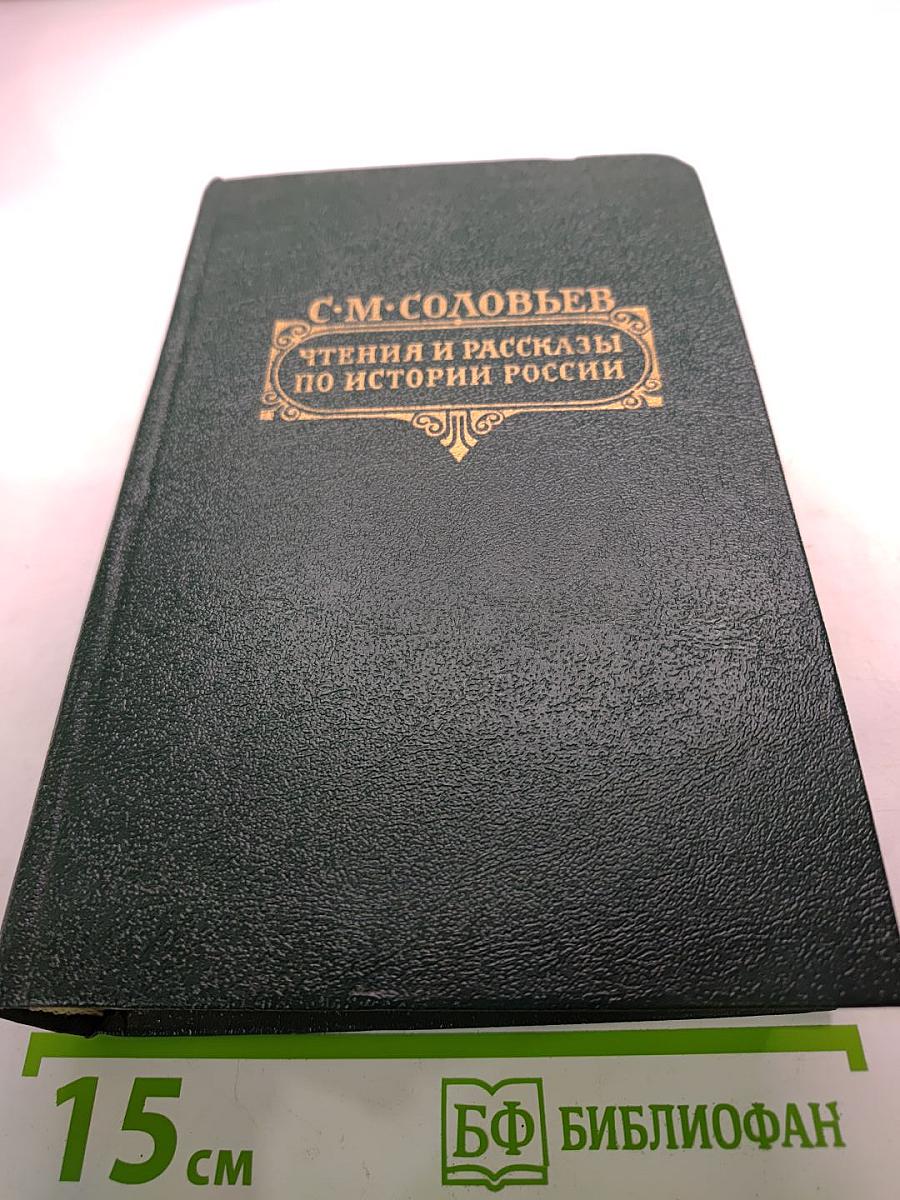 С·М·СОЛОВЬЕВ
ЧТЕНИЯ И РАССКАЗЫ
ПО ИСТОРИИ РОССИИ
15 см
БФ БИБЛИОФАН